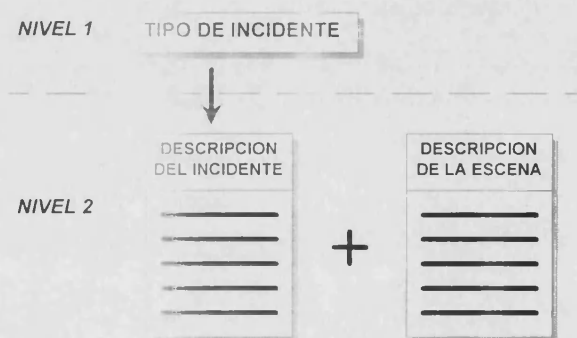 NIVEL 1
TIPO DE INCIDENTE
DESCRIPCION
DEL INCIDENTE
DESCRIPCION
DE LA ESCENA
NIVEL 2
+